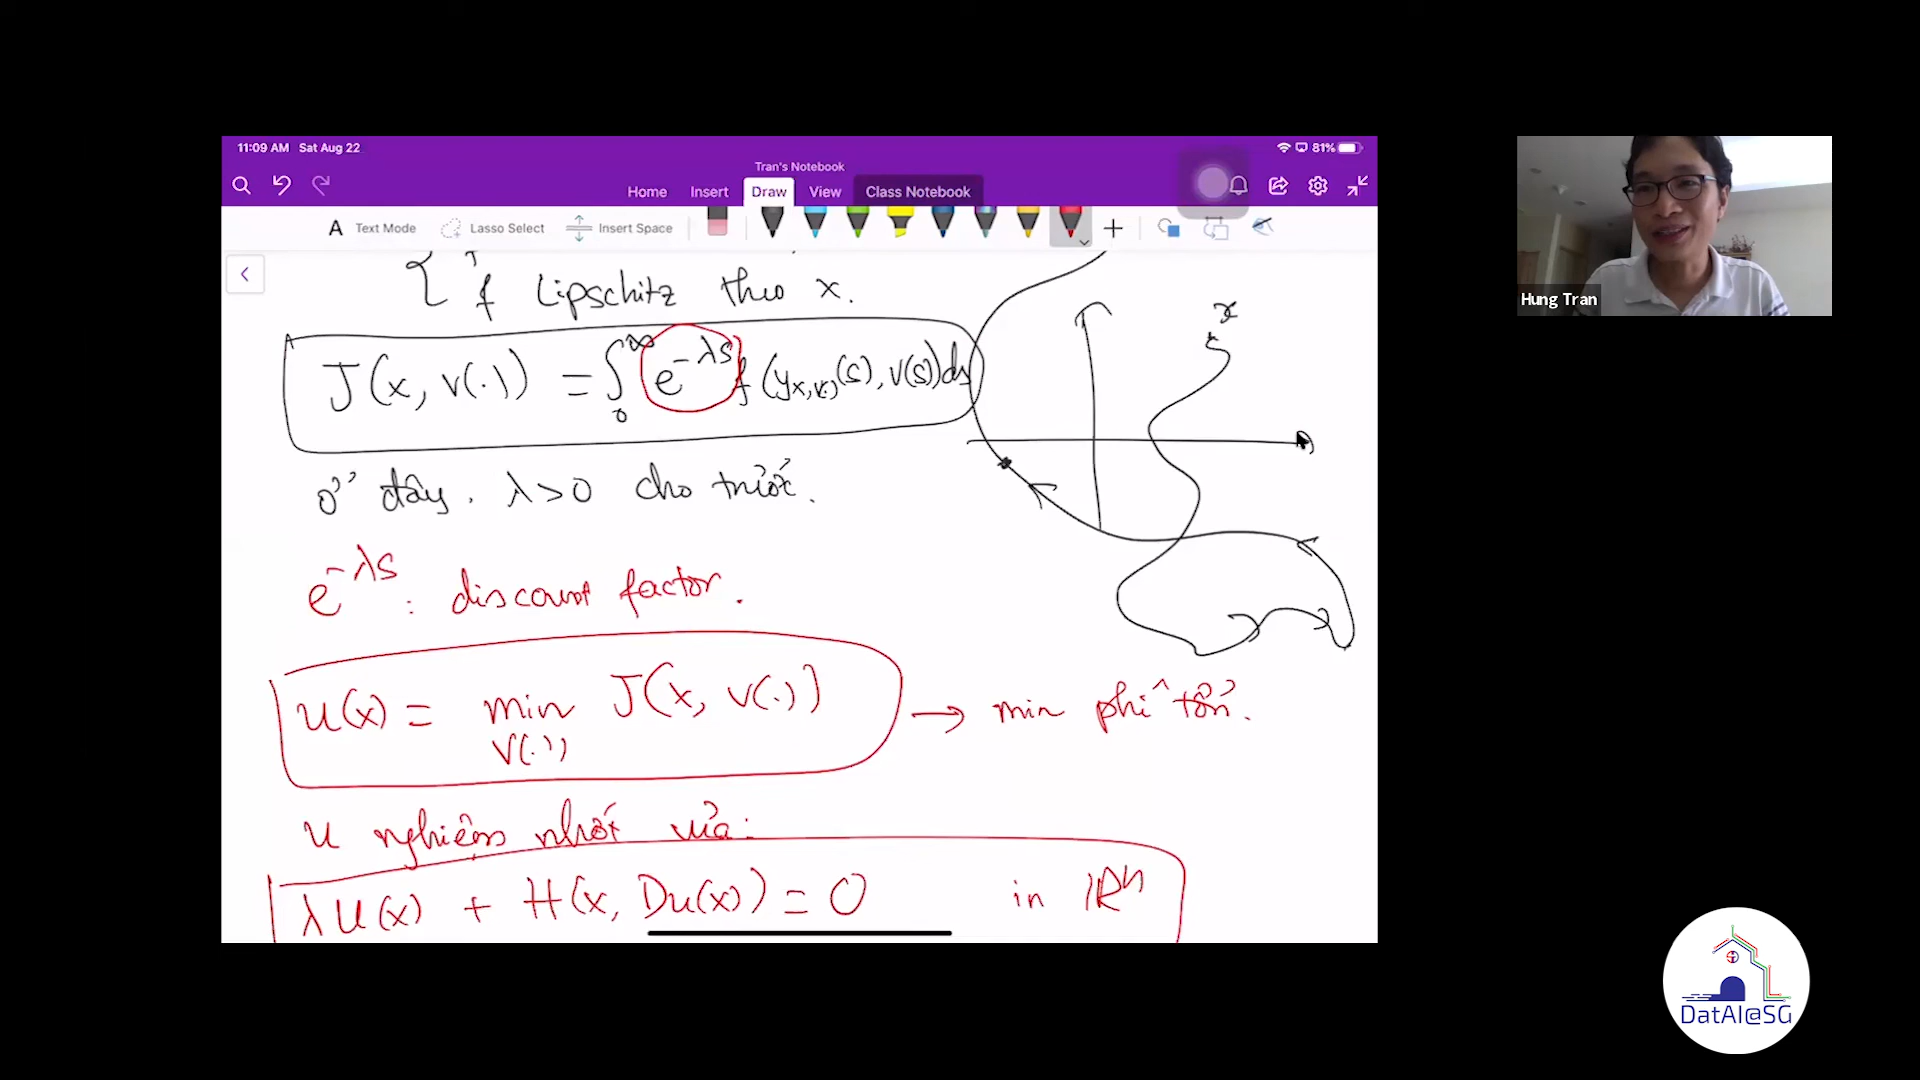 11:09 AM Sat Aug 22
81%
Tran's Notebook
Home Insert Draw View Class Notebook
A Text Mode Lasso Select Insert Space
f Lipschitz theo x.
J(x, v(·)) = ∫₀^∞ e^{-λs} f(y_{x,v(·)}(s), v(s))ds
ở đây. λ>0 cho trước.
e^{-λs} : discount factor.
u(x) = min J(x, v(·)) → min phí tổn.
v(·)
u nghiệm nhớt của:
λu(x) + H(x, Du(x)) = 0 in ℝⁿ
x
Hung Tran
DatAI@SG